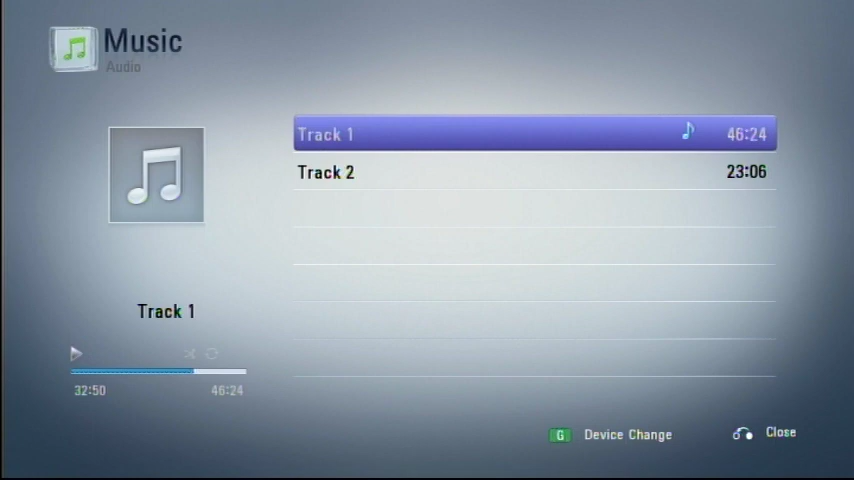 Music
Audio
Track 1 46:24
Track 2 23:06
Track 1
32:50 46:24
G Device Change Close